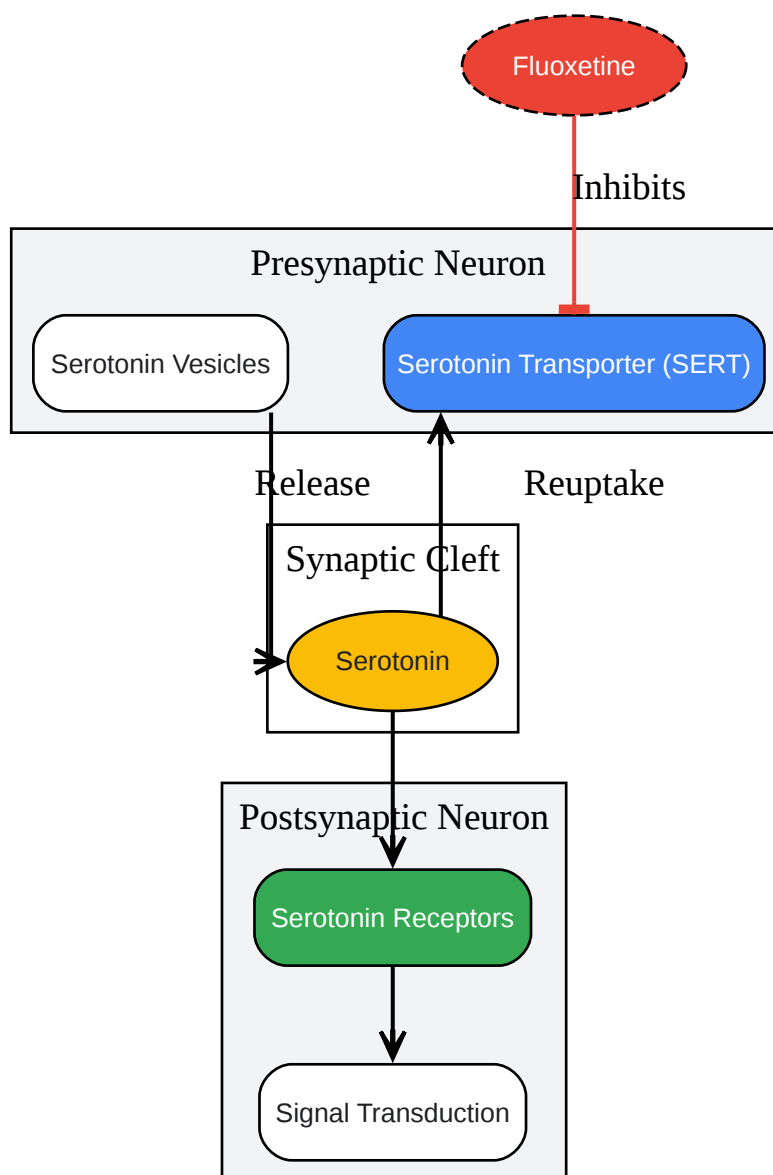 Fluoxetine
Inhibits
Presynaptic Neuron
Serotonin Vesicles
Serotonin Transporter (SERT)
Release
Reuptake
Synaptic Cleft
Serotonin
Postsynaptic Neuron
Serotonin Receptors
Signal Transduction